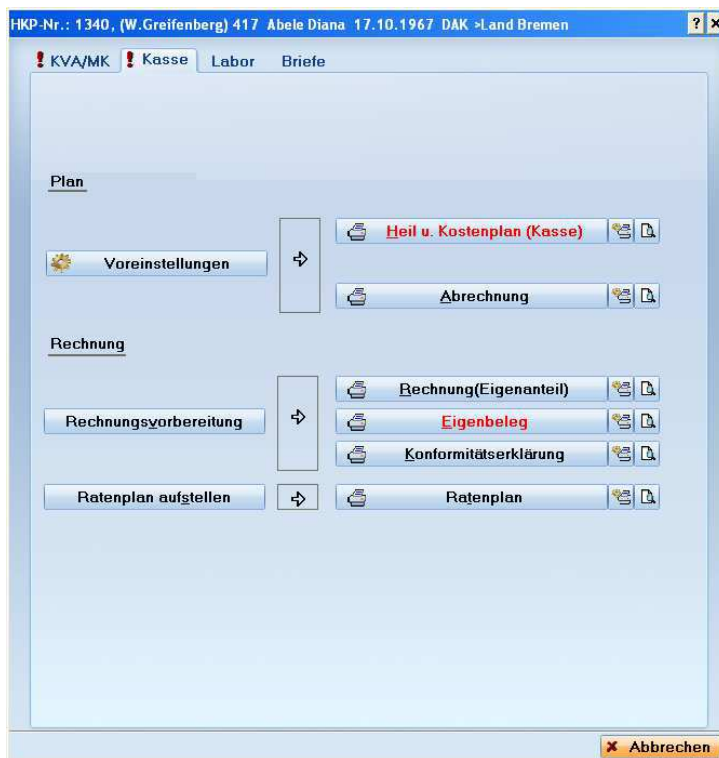 HKP-Nr.: 1340, (W.Greifenberg) 417 Abele Diana 17.10.1967 DAK >Land Bremen ? ×
! KVA/MK ! Kasse Labor Briefe
Plan
Heil u. Kostenplan (Kasse)
Voreinstellungen
Abrechnung
Rechnung
Rechnung(Eigenanteil)
Rechnungsvorbereitung
Eigenbeleg
Konformitätserklärung
Ratenplan aufstellen
Ratenplan
Abbrechen